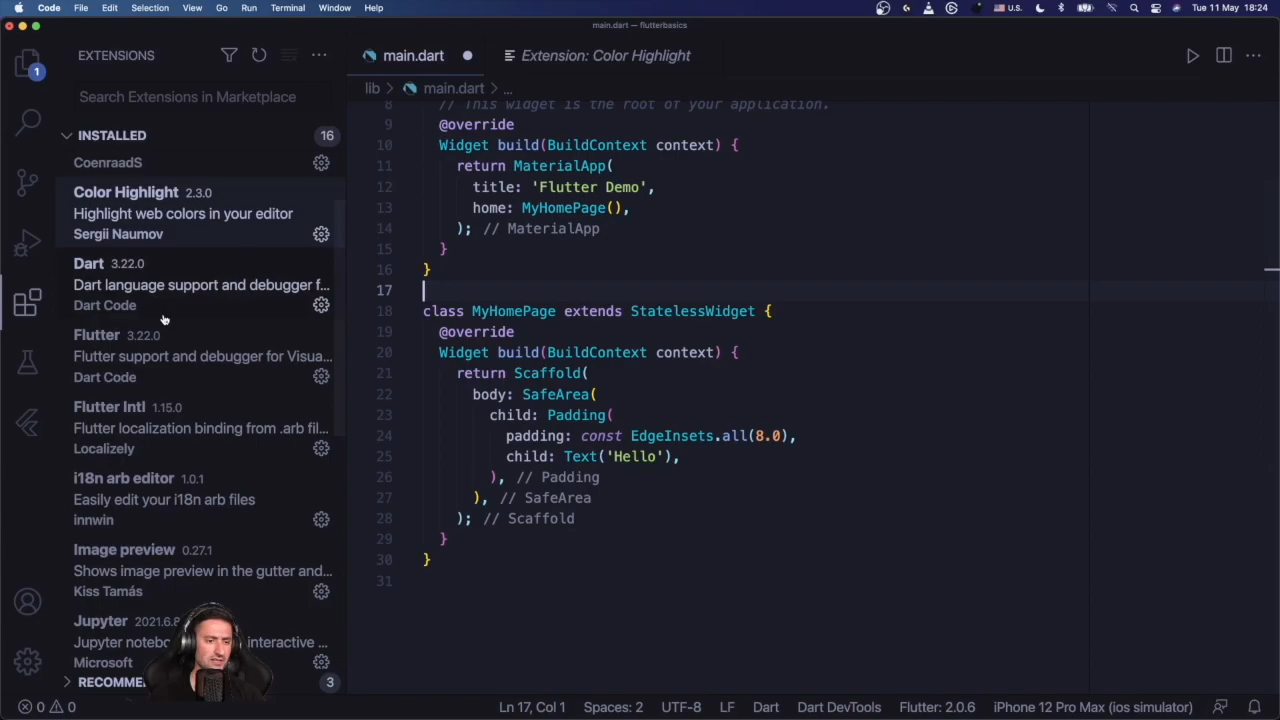 Code File Edit Selection View Go Run Terminal Window Help
U.S.
Tue 11 May 18:24
main.dart — flutterbasics
1
EXTENSIONS
Search Extensions in Marketplace
INSTALLED 16
CoenraadS
Color Highlight 2.3.0
Highlight web colors in your editor
Sergii Naumov
Dart 3.22.0
Dart language support and debugger f...
Dart Code
Flutter 3.22.0
Flutter support and debugger for Visua...
Dart Code
Flutter Intl 1.15.0
Flutter localization binding from .arb fil...
Localizely
i18n arb editor 1.0.1
Easily edit your i18n arb files
innwin
Image preview 0.27.1
Shows image preview in the gutter and...
Kiss Tamás
Jupyter 2021.6.8
Jupyter noteb interactive ...
Microsoft
RECOMME 3
main.dart
Extension: Color Highlight
lib > main.dart > ...
8 // This widget is the root of your application.
9 @override
10 Widget build(BuildContext context) {
11 return MaterialApp(
12 title: 'Flutter Demo',
13 home: MyHomePage(),
14 ); // MaterialApp
15 }
16 }
17
18 class MyHomePage extends StatelessWidget {
19 @override
20 Widget build(BuildContext context) {
21 return Scaffold(
22 body: SafeArea(
23 child: Padding(
24 padding: const EdgeInsets.all(8.0),
25 child: Text('Hello'),
26 ), // Padding
27 ), // SafeArea
28 ); // Scaffold
29 }
30 }
31
0 0
Ln 17, Col 1 Spaces: 2 UTF-8 LF Dart Dart DevTools Flutter: 2.0.6 iPhone 12 Pro Max (ios simulator)